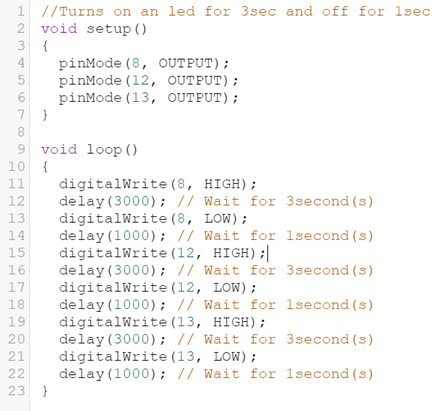 1 //Turns on an led for 3sec and off for 1sec
2 void setup()
3 {
4   pinMode(8, OUTPUT);
5   pinMode(12, OUTPUT);
6   pinMode(13, OUTPUT);
7 }
8
9 void loop()
10 {
11   digitalWrite(8, HIGH);
12   delay(3000); // Wait for 3second(s)
13   digitalWrite(8, LOW);
14   delay(1000); // Wait for 1second(s)
15   digitalWrite(12, HIGH);
16   delay(3000); // Wait for 3second(s)
17   digitalWrite(12, LOW);
18   delay(1000); // Wait for 1second(s)
19   digitalWrite(13, HIGH);
20   delay(3000); // Wait for 3second(s)
21   digitalWrite(13, LOW);
22   delay(1000); // Wait for 1second(s)
23 }